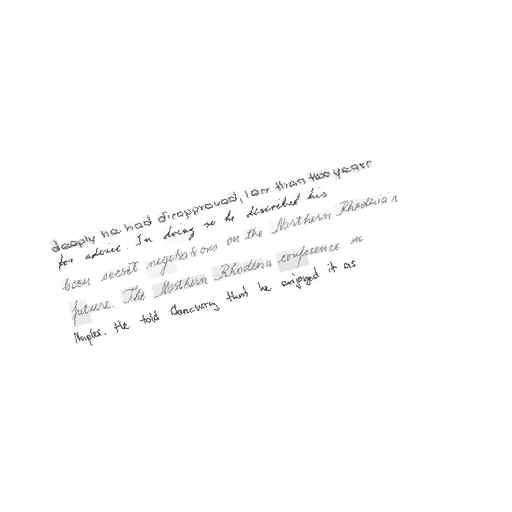 deeply he had disapproved, less than two years
for advice. In doing so he described his
been secret negotiations on the Northern Rhodesia's
future. The Northern Rhodesia conference in
Naples. He told Clancurry that he enjoyed it as